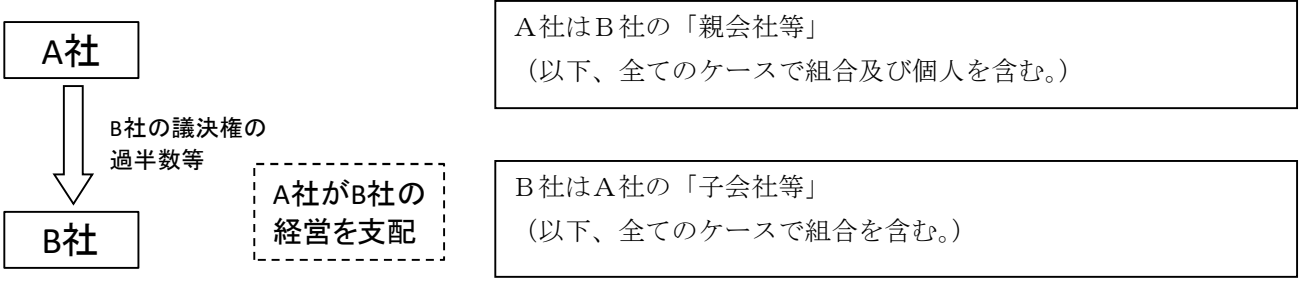 A社
B社の議決権の
過半数等
B社
A社がB社の
経営を支配
Ａ社はＢ社の「親会社等」
（以下、全てのケースで組合及び個人を含む。）
Ｂ社はＡ社の「子会社等」
（以下、全てのケースで組合を含む。）